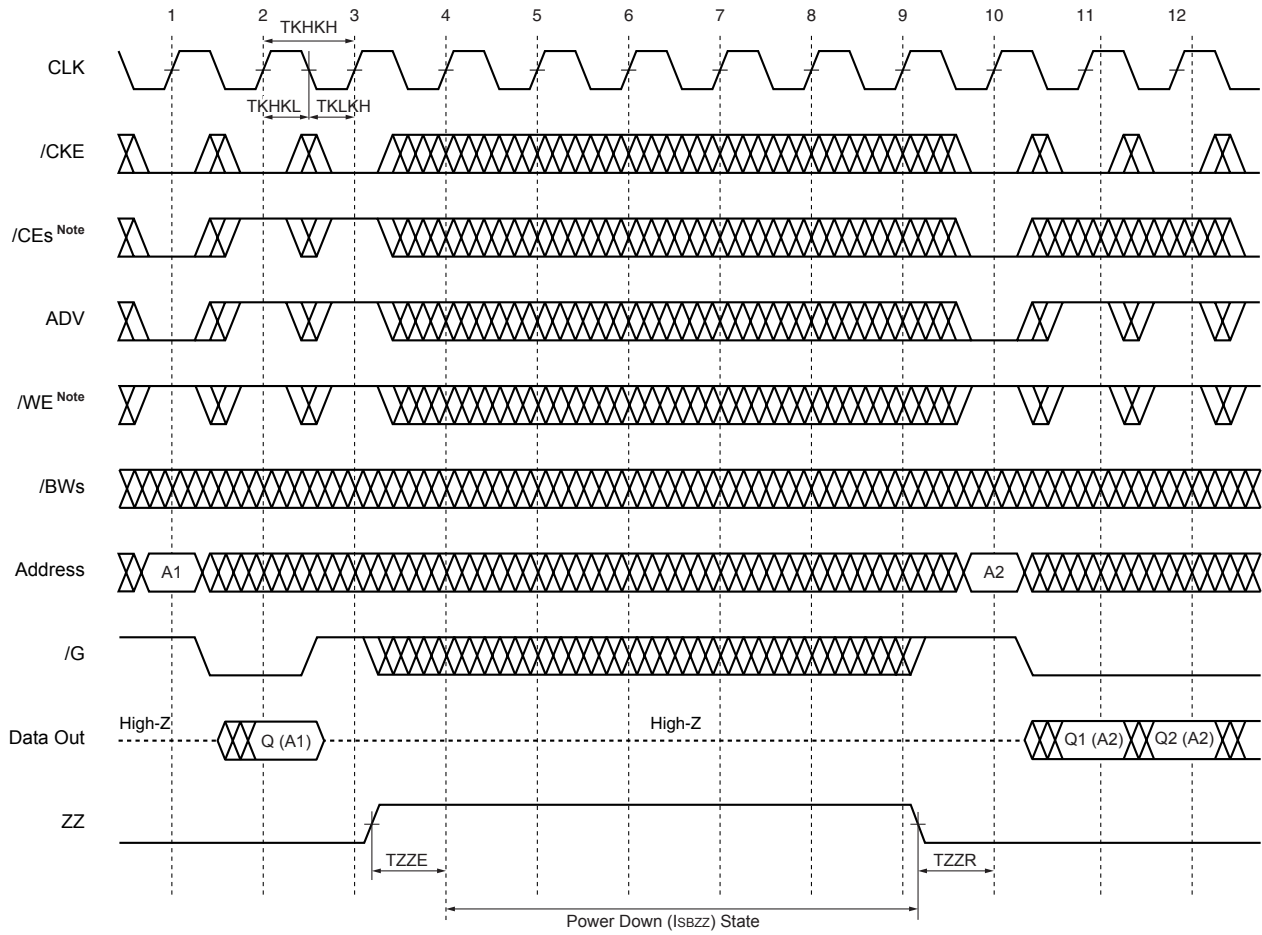 1 2 3 4 5 6 7 8 9 10 11 12
TKHKH
CLK
TKHKL TKLKH
/CKE
/CEs Note
ADV
/WE Note
/BWs
Address A1 A2
/G
High-Z High-Z
Data Out Q (A1) Q1 (A2) Q2 (A2)
ZZ
TZZE TZZR
Power Down (ISBZZ) State